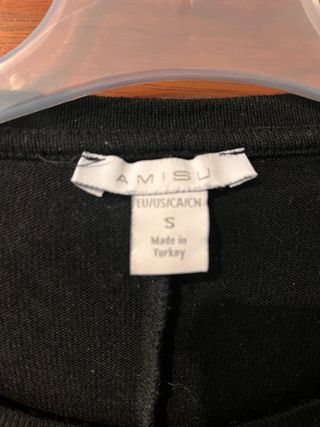 AMISU
EU/US/CA/CN
S
Made in
Turkey